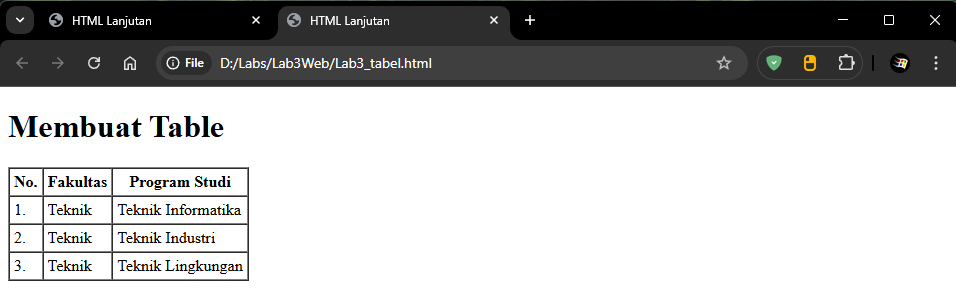 HTML Lanjutan HTML Lanjutan
File D:/Labs/Lab3Web/Lab3_tabel.html
Membuat Table
No. Fakultas Program Studi
1. Teknik Teknik Informatika
2. Teknik Teknik Industri
3. Teknik Teknik Lingkungan